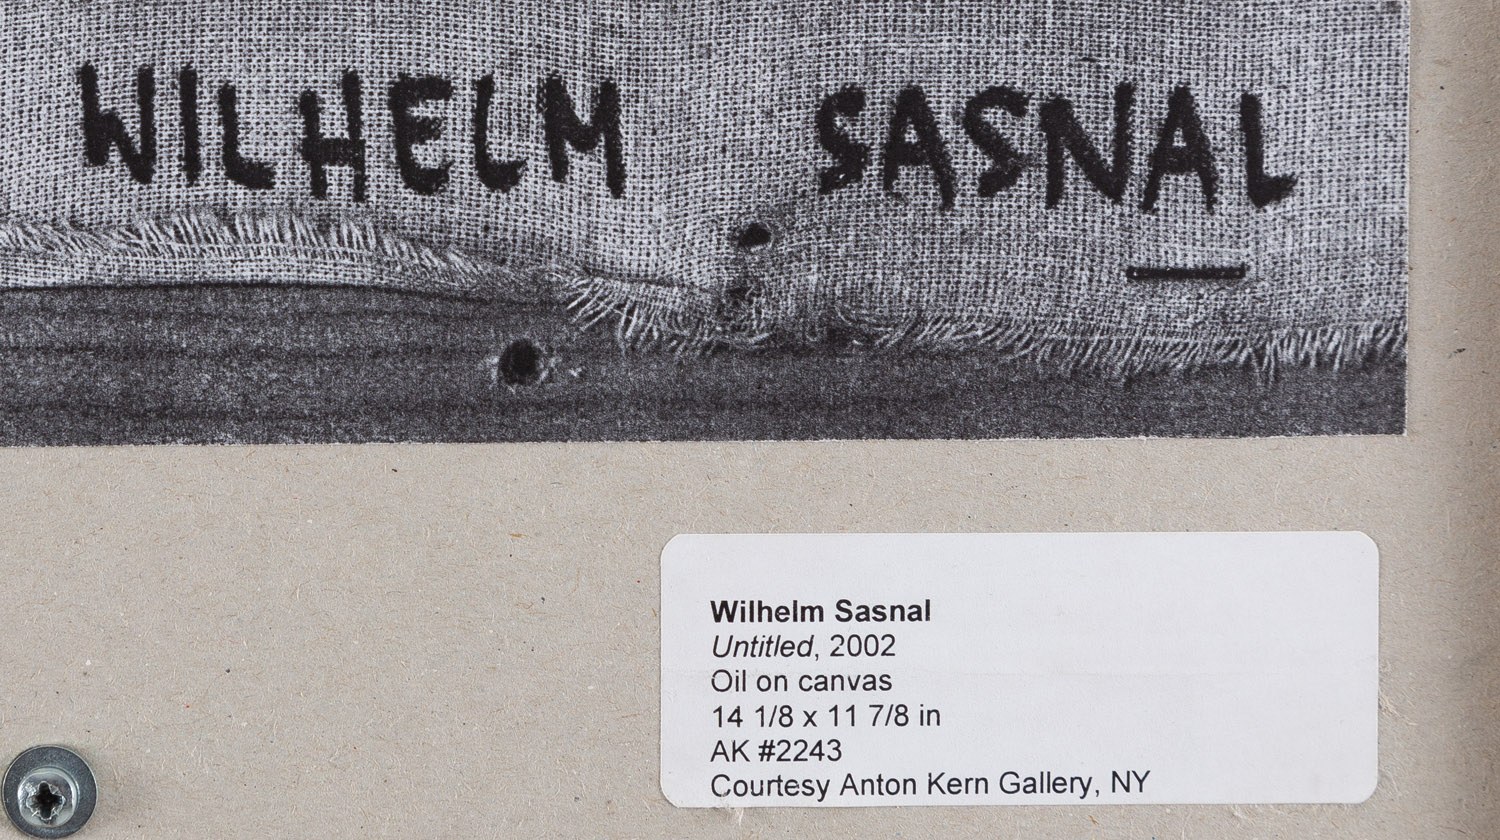 WILHELM SASNAL
Wilhelm Sasnal
Untitled, 2002
Oil on canvas
14 1/8 x 11 7/8 in
AK #2243
Courtesy Anton Kern Gallery, NY